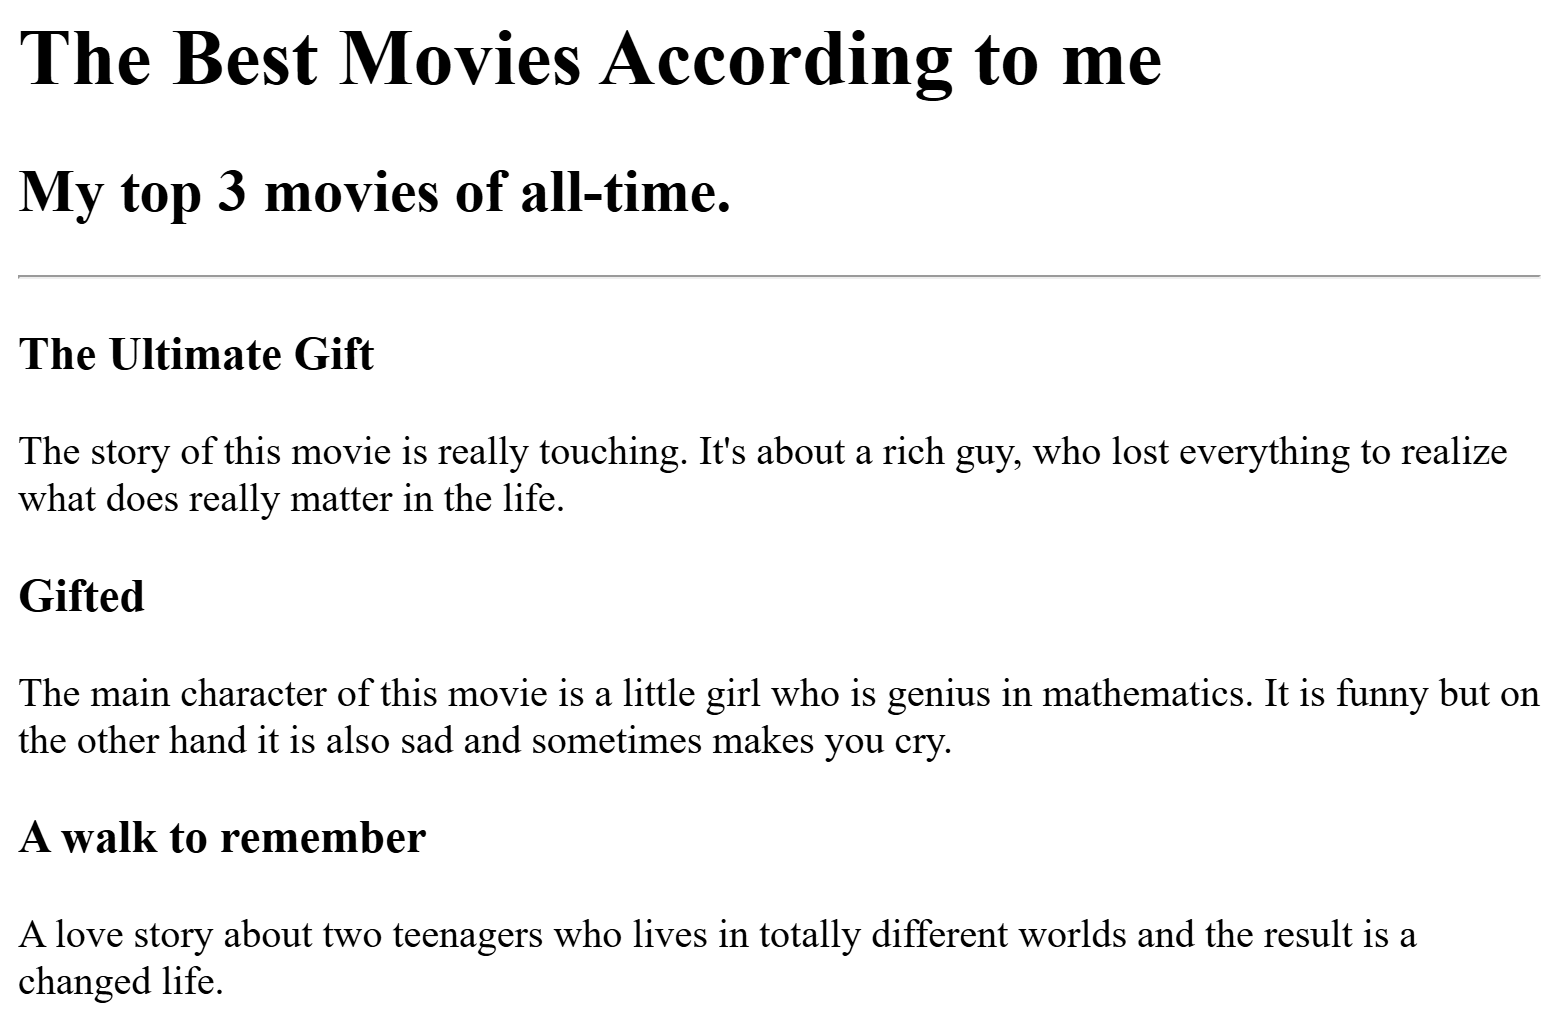 The Best Movies According to me
My top 3 movies of all-time.
The Ultimate Gift
The story of this movie is really touching. It's about a rich guy, who lost everything to realize
what does really matter in the life.
Gifted
The main character of this movie is a little girl who is genius in mathematics. It is funny but on
the other hand it is also sad and sometimes makes you cry.
A walk to remember
A love story about two teenagers who lives in totally different worlds and the result is a
changed life.